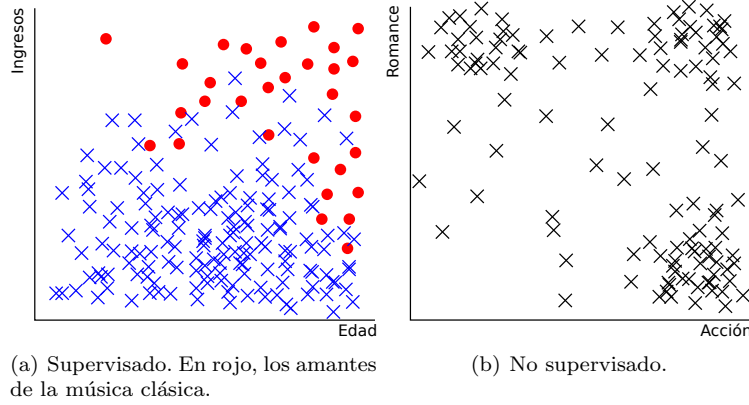 Ingresos
Edad
Romance
Acción
(a) Supervisado. En rojo, los amantes
de la música clásica.
(b) No supervisado.